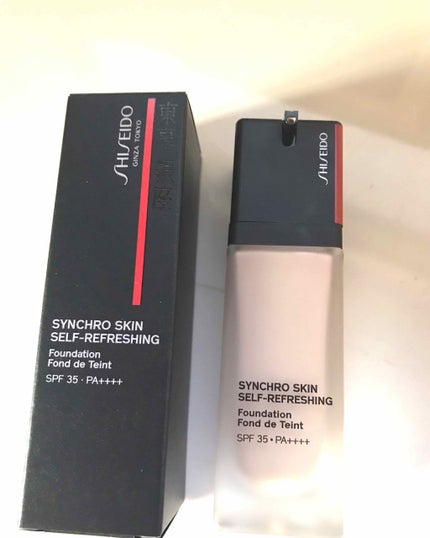 SHISEIDO
GINZA TOKYO
SYNCHRO SKIN
SELF-REFRESHING
Foundation
Fond de Teint
SPF 35 · PA++++
SHISEIDO
SYNCHRO SKIN
SELF-REFRESHING
Foundation
Fond de Teint
SPF 35 • PA++++